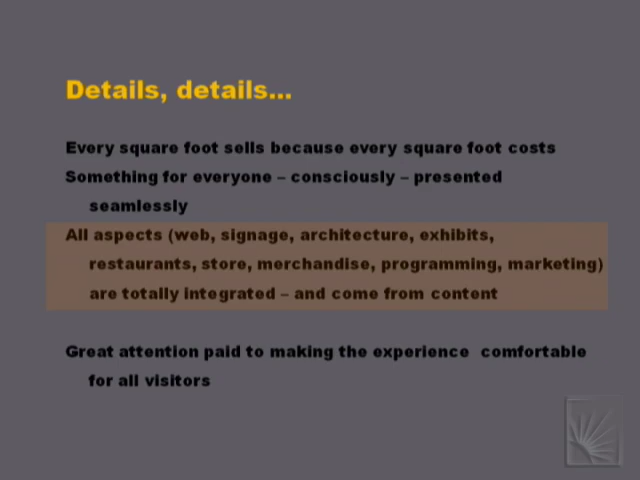 Details, details...
Every square foot sells because every square foot costs
Something for everyone – consciously – presented
seamlessly
All aspects (web, signage, architecture, exhibits,
restaurants, store, merchandise, programming, marketing)
are totally integrated – and come from content
Great attention paid to making the experience comfortable
for all visitors